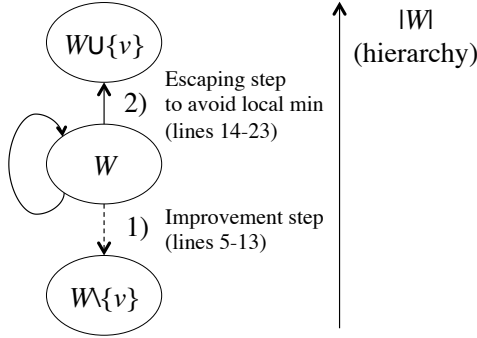 W∪{v}
|W|
(hierarchy)
2)
Escaping step
to avoid local min
(lines 14-23)
W
1)
Improvement step
(lines 5-13)
W\{v}